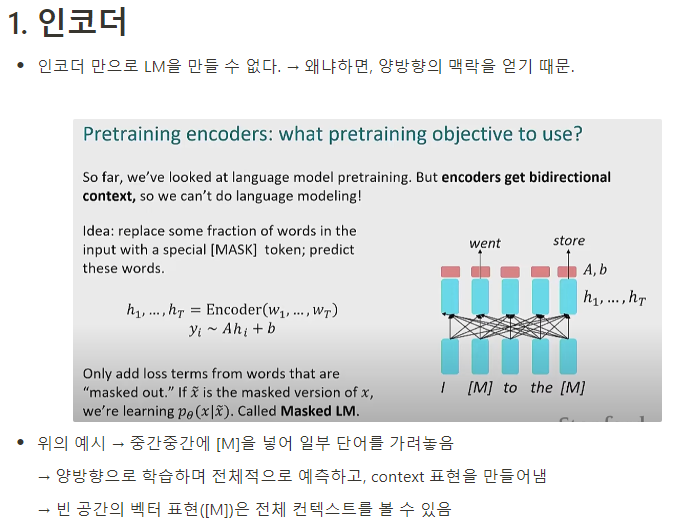 1. 인코더
• 인코더 만으로 LM을 만들 수 없다. → 왜냐하면, 양방향의 맥락을 얻기 때문.
Pretraining encoders: what pretraining objective to use?
So far, we've looked at language model pretraining. But encoders get bidirectional
context, so we can't do language modeling!
Idea: replace some fraction of words in the
input with a special [MASK] token; predict
these words.
h₁, ..., h_T = Encoder(w₁, ..., w_T)
yᵢ ~ Ahᵢ + b
Only add loss terms from words that are
"masked out." If x̃ is the masked version of x,
we're learning p_θ(x|x̃). Called Masked LM.
went store
A, b
h₁, ..., h_T
I [M] to the [M]
• 위의 예시 → 중간중간에 [M]을 넣어 일부 단어를 가려놓음
→ 양방향으로 학습하며 전체적으로 예측하고, context 표현을 만들어냄
→ 빈 공간의 벡터 표현([M])은 전체 컨텍스트를 볼 수 있음